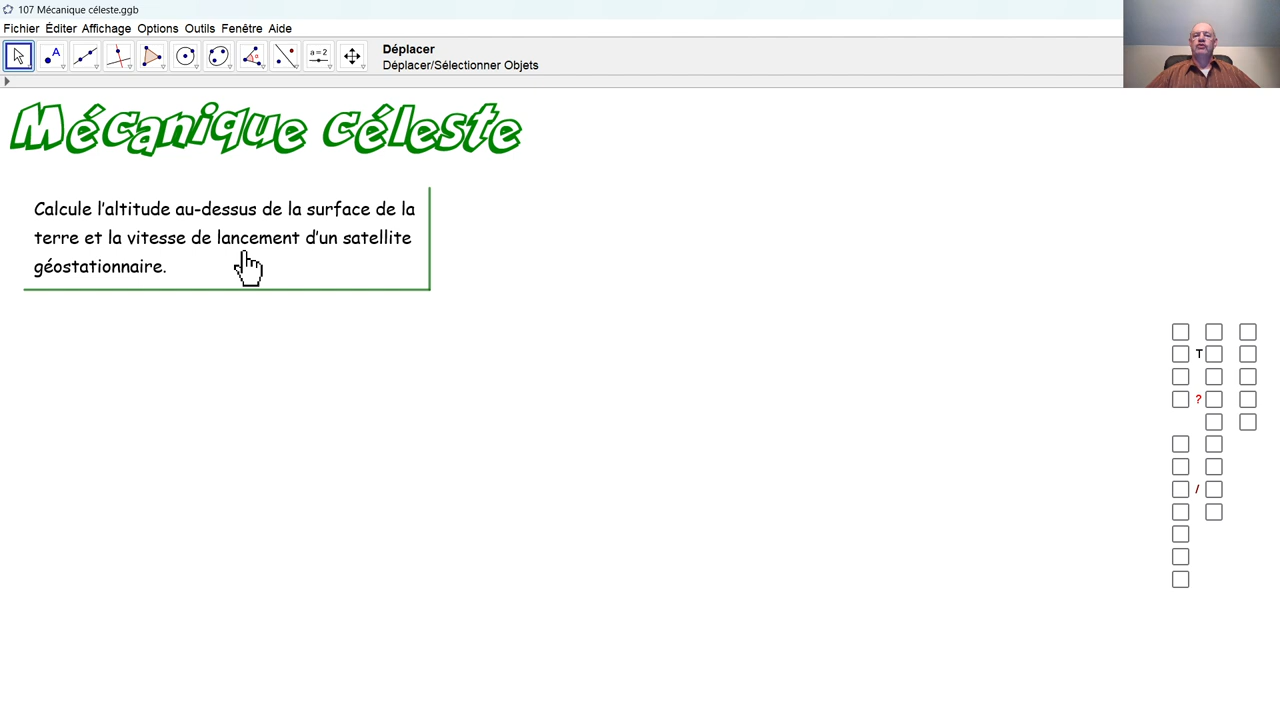 107 Mécanique céleste.ggb
Fichier Éditer Affichage Options Outils Fenêtre Aide
A
a=2
Déplacer
Déplacer/Sélectionner Objets
Mécanique céleste
Calcule l'altitude au-dessus de la surface de la
terre et la vitesse de lancement d'un satellite
géostationnaire.
T
?
/